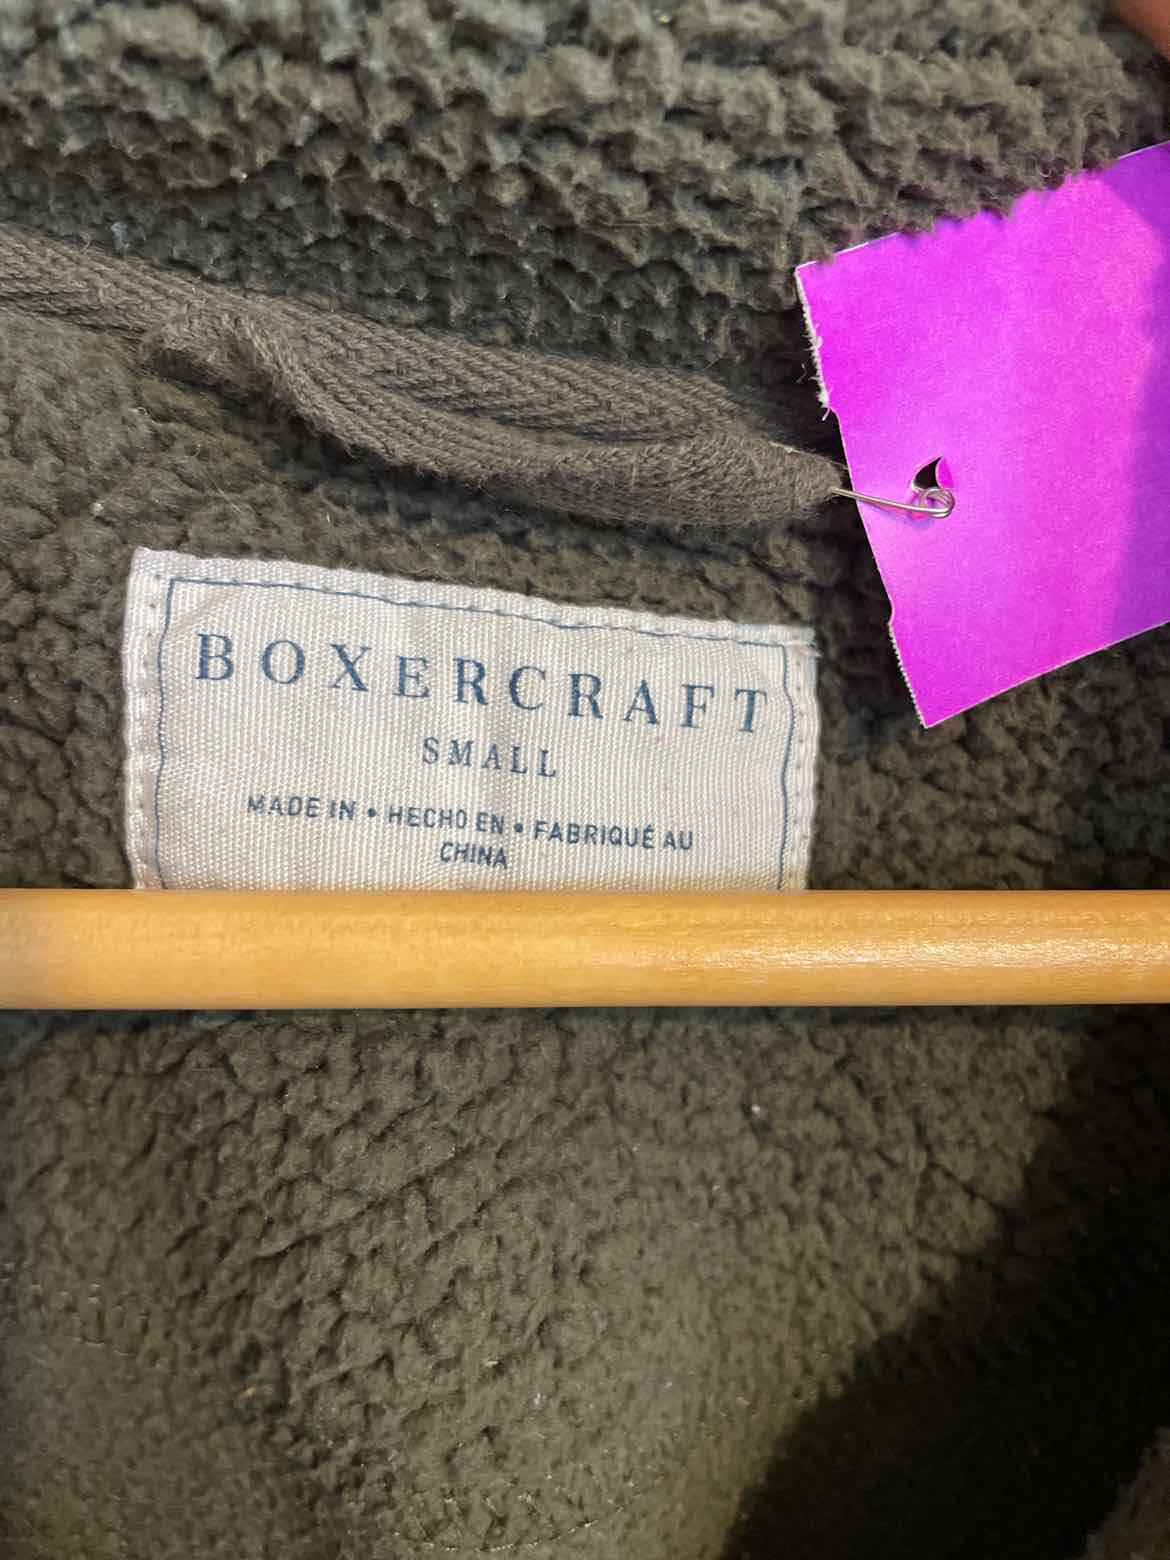 BOXERCRAFT
SMALL
MADE IN • HECHO EN • FABRIQUÉ AU
CHINA